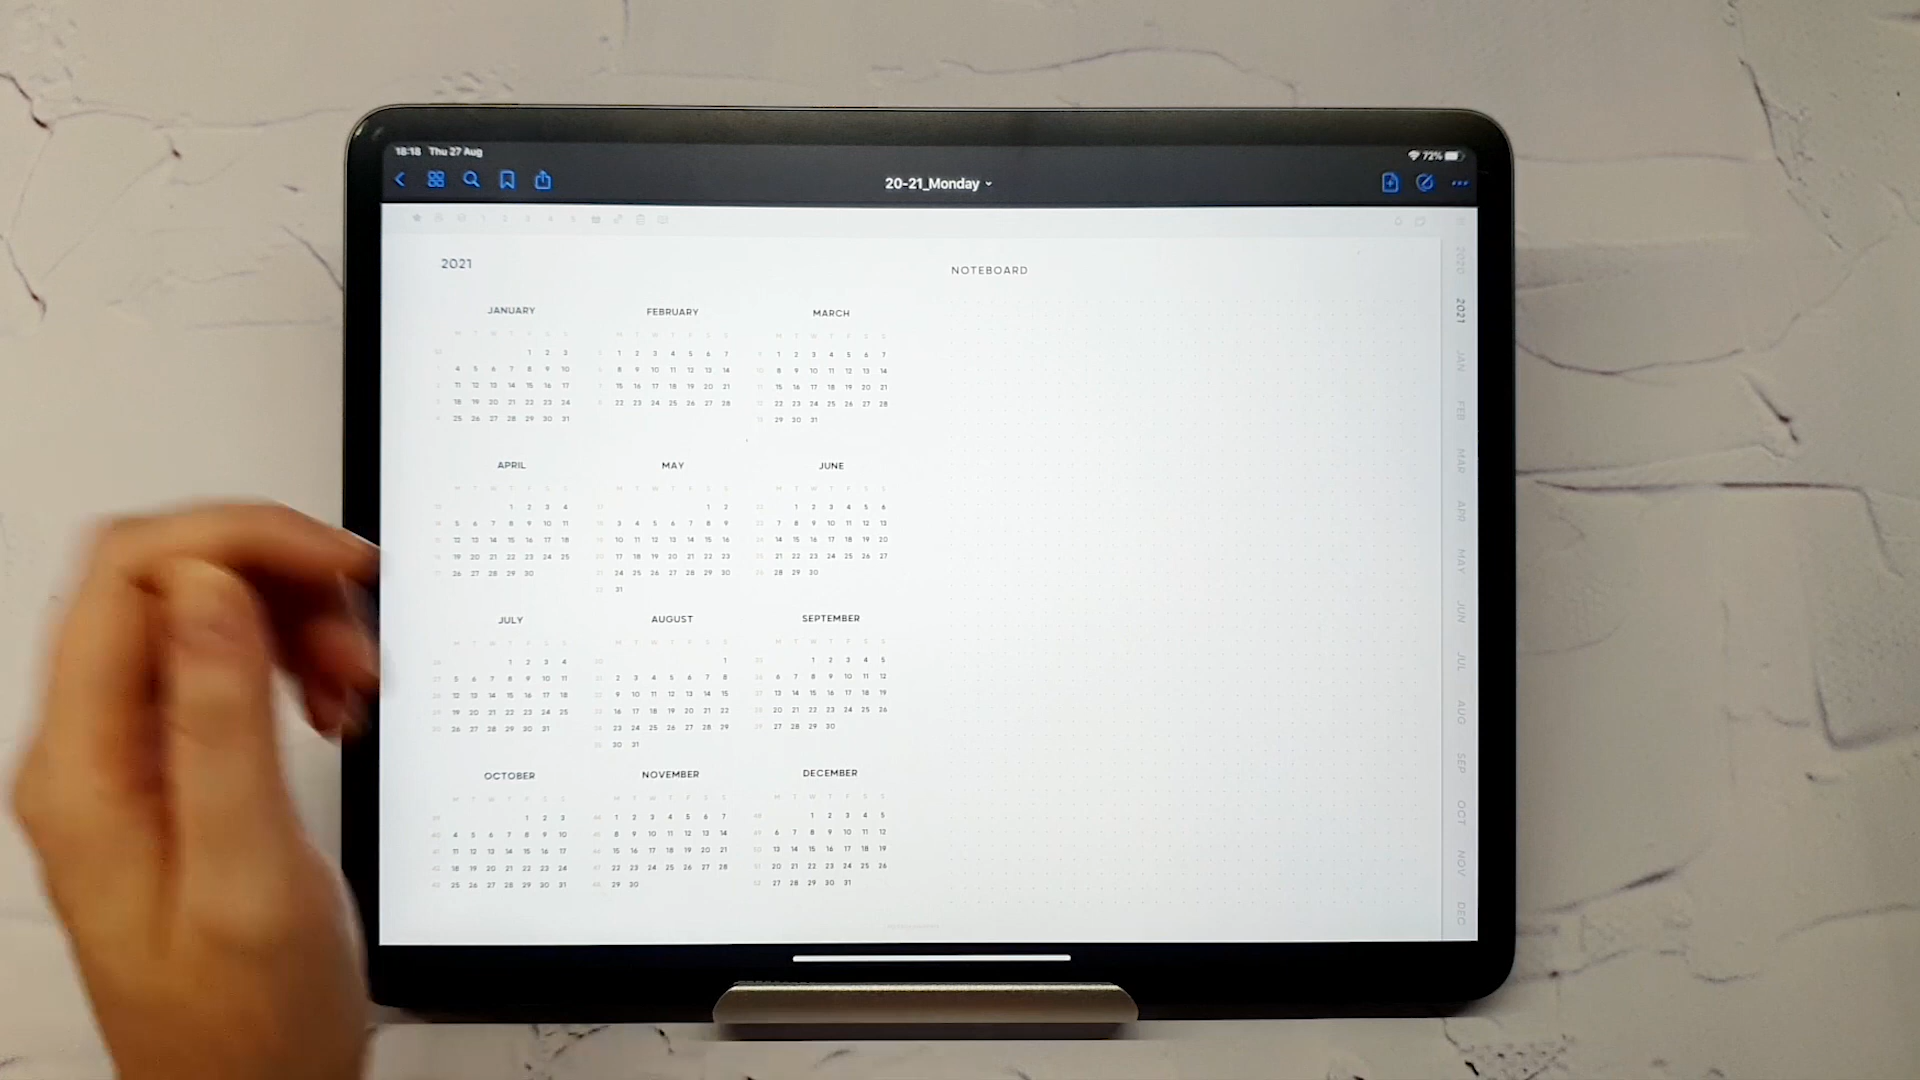 18:18 Thu 27 Aug
72%
20-21_Monday
1 2 3 4 5
2021
NOTEBOARD
2020
2021
JAN
FEB
MAR
APR
MAY
JUN
JUL
AUG
SEP
OCT
NOV
DEC
JANUARY
M T W T F S S
1 2 3
4 5 6 7 8 9 10
11 12 13 14 15 16 17
18 19 20 21 22 23 24
25 26 27 28 29 30 31
FEBRUARY
M T W T F S S
1 2 3 4 5 6 7
8 9 10 11 12 13 14
15 16 17 18 19 20 21
22 23 24 25 26 27 28
MARCH
M T W T F S S
1 2 3 4 5 6 7
8 9 10 11 12 13 14
15 16 17 18 19 20 21
22 23 24 25 26 27 28
29 30 31
APRIL
M T W T F S S
1 2 3 4
5 6 7 8 9 10 11
12 13 14 15 16 17 18
19 20 21 22 23 24 25
26 27 28 29 30
MAY
M T W T F S S
1 2
3 4 5 6 7 8 9
10 11 12 13 14 15 16
17 18 19 20 21 22 23
24 25 26 27 28 29 30
31
JUNE
M T W T F S S
1 2 3 4 5 6
7 8 9 10 11 12 13
14 15 16 17 18 19 20
21 22 23 24 25 26 27
28 29 30
JULY
M T W T F S S
1 2 3 4
5 6 7 8 9 10 11
12 13 14 15 16 17 18
19 20 21 22 23 24 25
26 27 28 29 30 31
AUGUST
M T W T F S S
1
2 3 4 5 6 7 8
9 10 11 12 13 14 15
16 17 18 19 20 21 22
23 24 25 26 27 28 29
30 31
SEPTEMBER
M T W T F S S
1 2 3 4 5
6 7 8 9 10 11 12
13 14 15 16 17 18 19
20 21 22 23 24 25 26
27 28 29 30
OCTOBER
M T W T F S S
1 2 3
4 5 6 7 8 9 10
11 12 13 14 15 16 17
18 19 20 21 22 23 24
25 26 27 28 29 30 31
NOVEMBER
M T W T F S S
1 2 3 4 5 6 7
8 9 10 11 12 13 14
15 16 17 18 19 20 21
22 23 24 25 26 27 28
29 30
DECEMBER
M T W T F S S
1 2 3 4 5
6 7 8 9 10 11 12
13 14 15 16 17 18 19
20 21 22 23 24 25 26
27 28 29 30 31